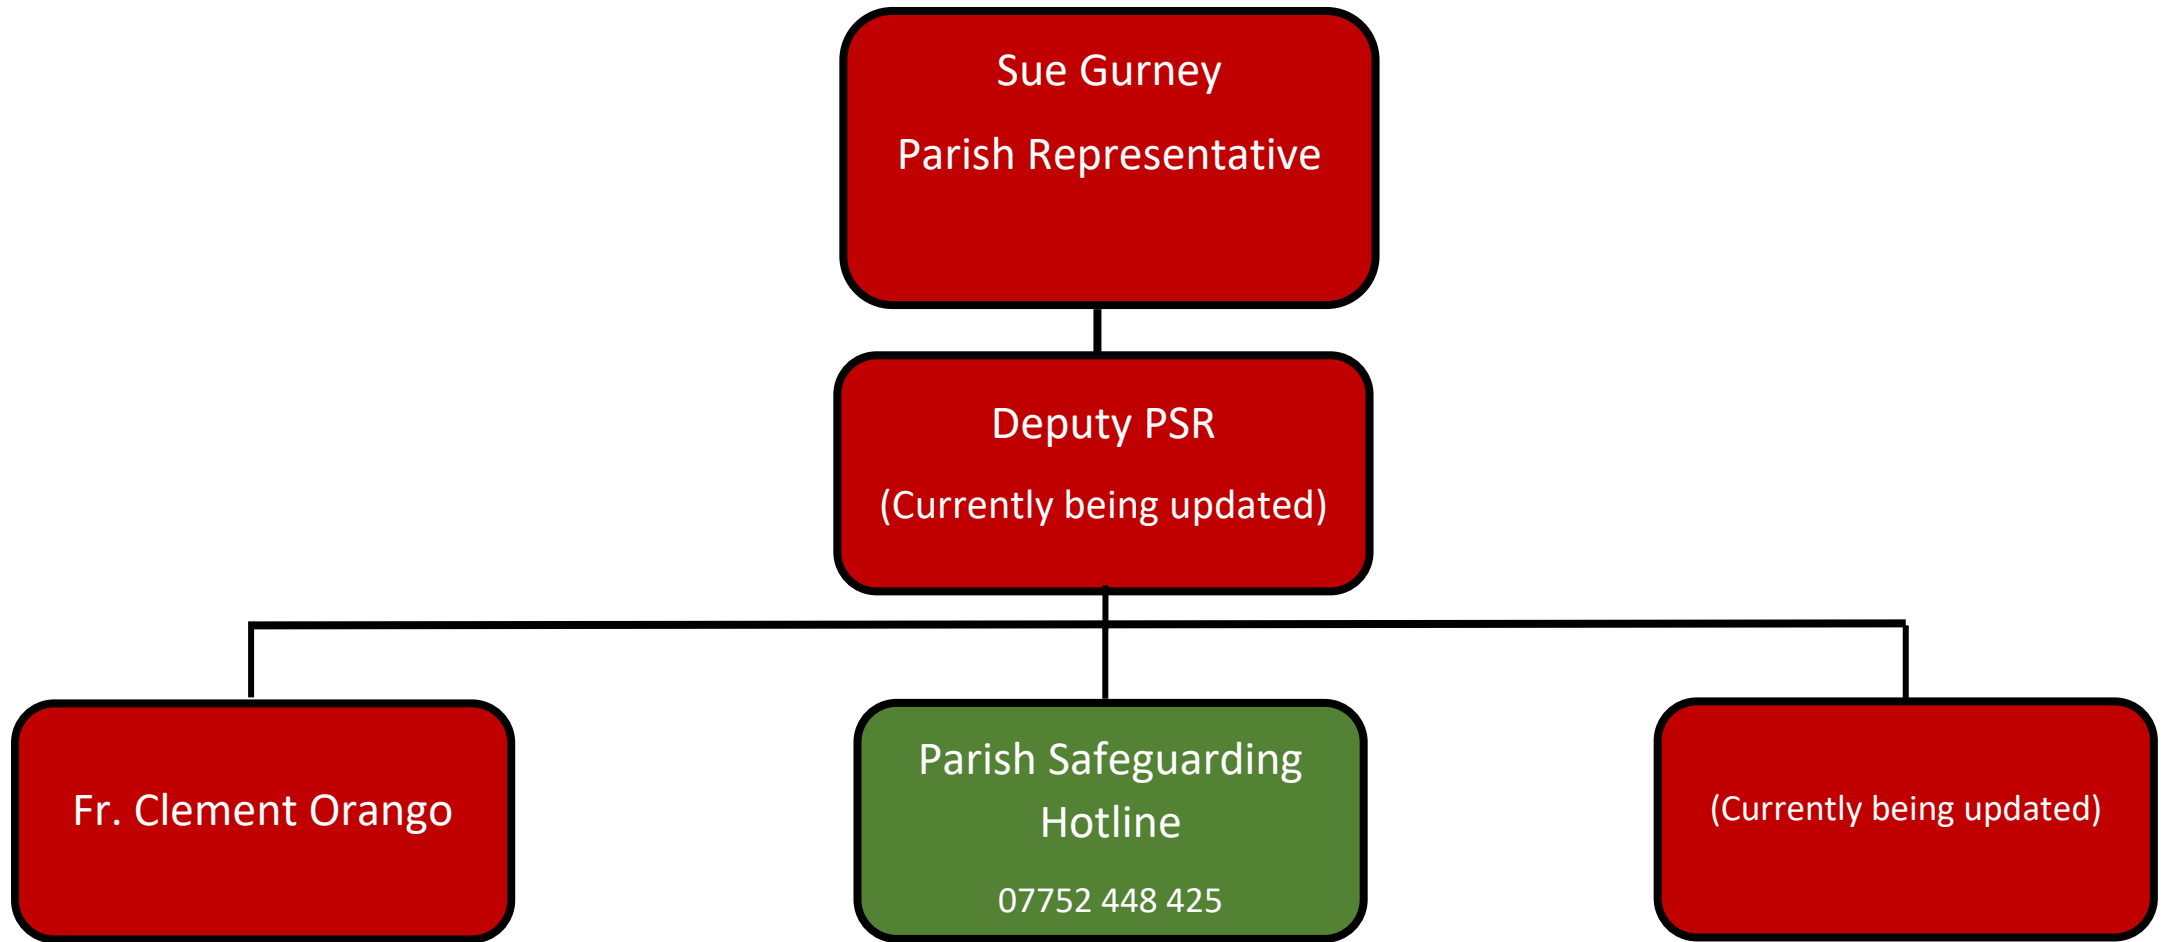 Sue Gurney
Parish Representative
Deputy PSR
(Currently being updated)
Fr. Clement Orango
Parish Safeguarding
Hotline
07752 448 425
(Currently being updated)